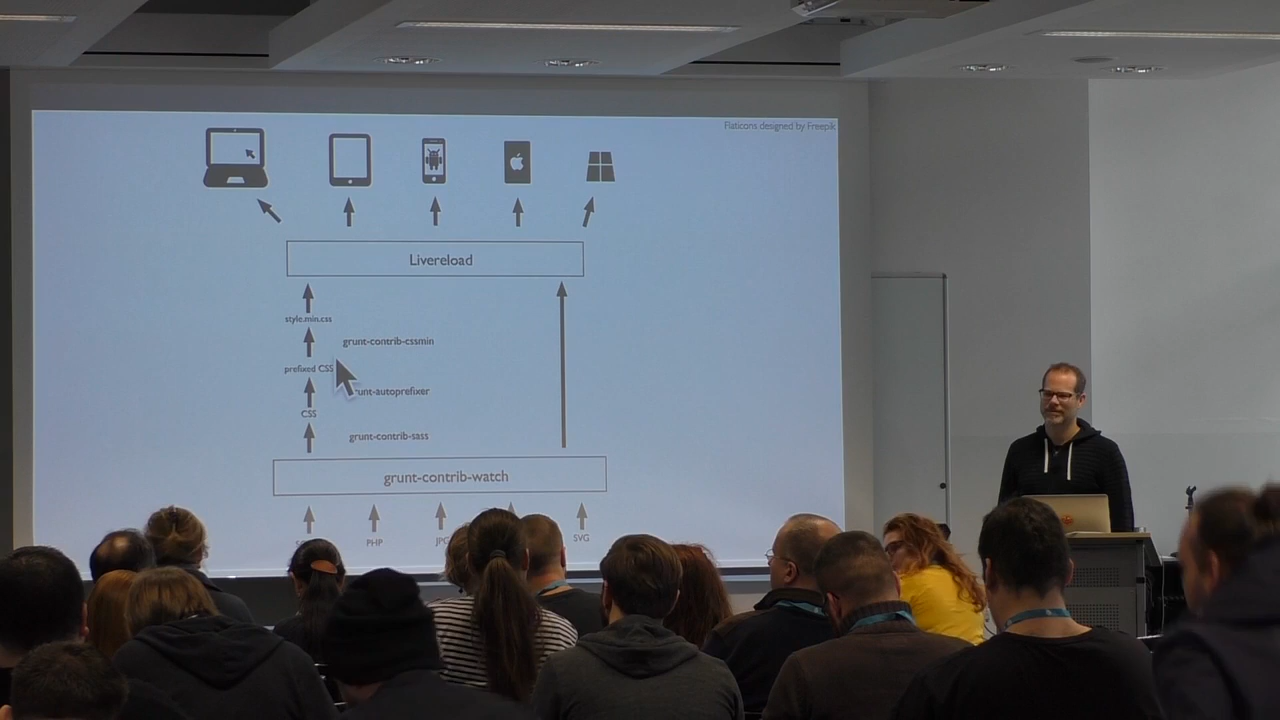 Flaticons designed by Freepik
Livereload
style.min.css
grunt-contrib-cssmin
prefixed CSS
unt-autoprefixer
CSS
grunt-contrib-sass
grunt-contrib-watch
PHP
SVG